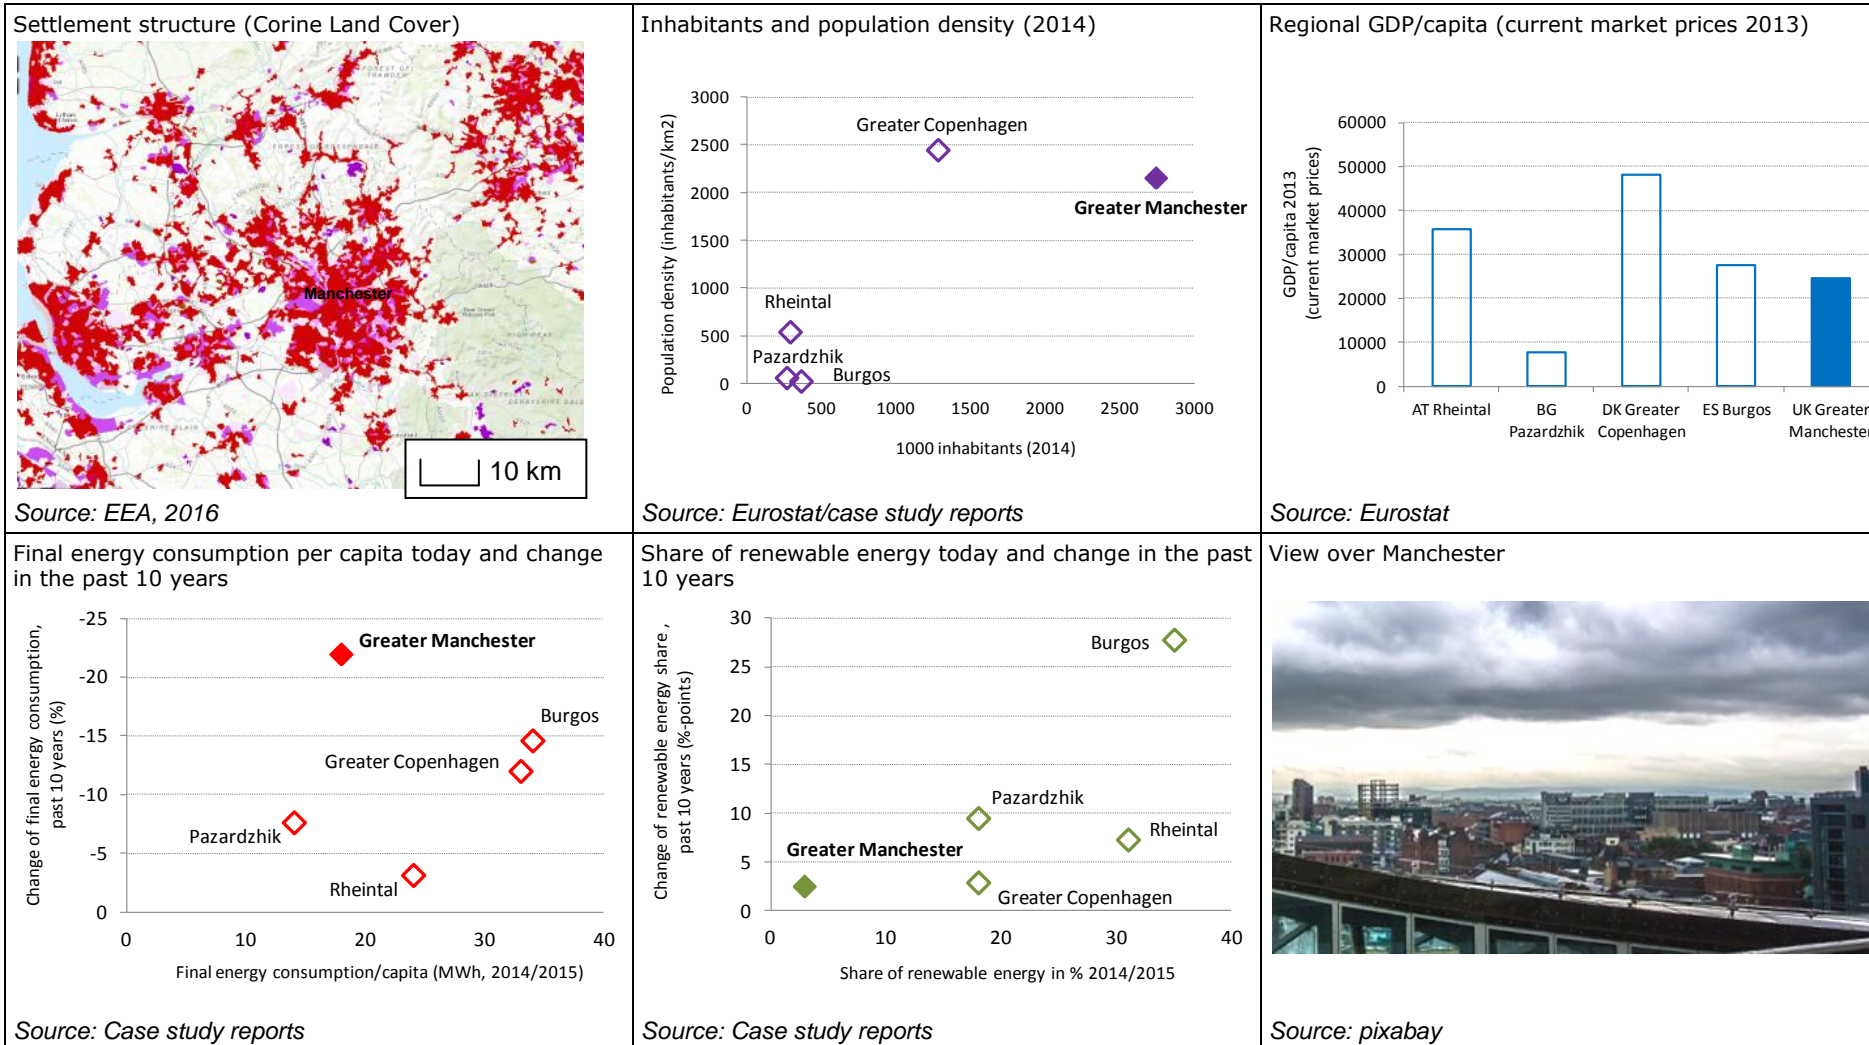 Settlement structure (Corine Land Cover)
Manchester
10 km
Source: EEA, 2016
Inhabitants and population density (2014)
Population density (inhabitants/km2)
3000
2500
2000
1500
1000
500
0
Greater Copenhagen
Greater Manchester
Rheintal
Pazardzhik
Burgos
0 500 1000 1500 2000 2500 3000
1000 inhabitants (2014)
Source: Eurostat/case study reports
Regional GDP/capita (current market prices 2013)
GDP/capita 2013
(current market prices)
60000
50000
40000
30000
20000
10000
0
AT Rheintal BG DK Greater ES Burgos UK Greater
Pazardzhik Copenhagen Manchester
Source: Eurostat
Final energy consumption per capita today and change
in the past 10 years
Change of final energy consumption,
past 10 years (%)
-25
-20
-15
-10
-5
0
Greater Manchester
Burgos
Greater Copenhagen
Pazardzhik
Rheintal
0 10 20 30 40
Final energy consumption/capita (MWh, 2014/2015)
Source: Case study reports
Share of renewable energy today and change in the past
10 years
Change of renewable energy share ,
past 10 years (%-points)
30
25
20
15
10
5
0
Burgos
Pazardzhik
Rheintal
Greater Manchester
Greater Copenhagen
0 10 20 30 40
Share of renewable energy in % 2014/2015
Source: Case study reports
View over Manchester
Source: pixabay